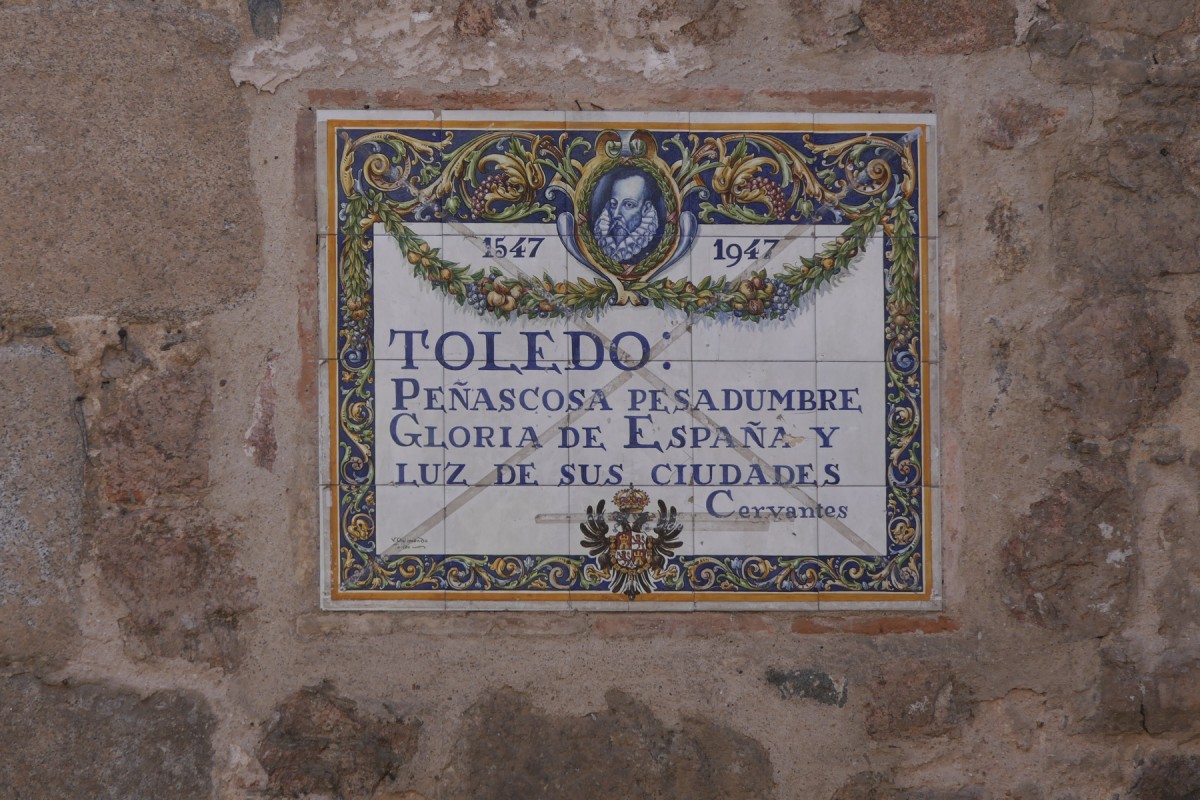 1547 1947
TOLEDO:
PEÑASCOSA PESADUMBRE
GLORIA DE ESPAÑA Y
LUZ DE SUS CIUDADES
Cervantes